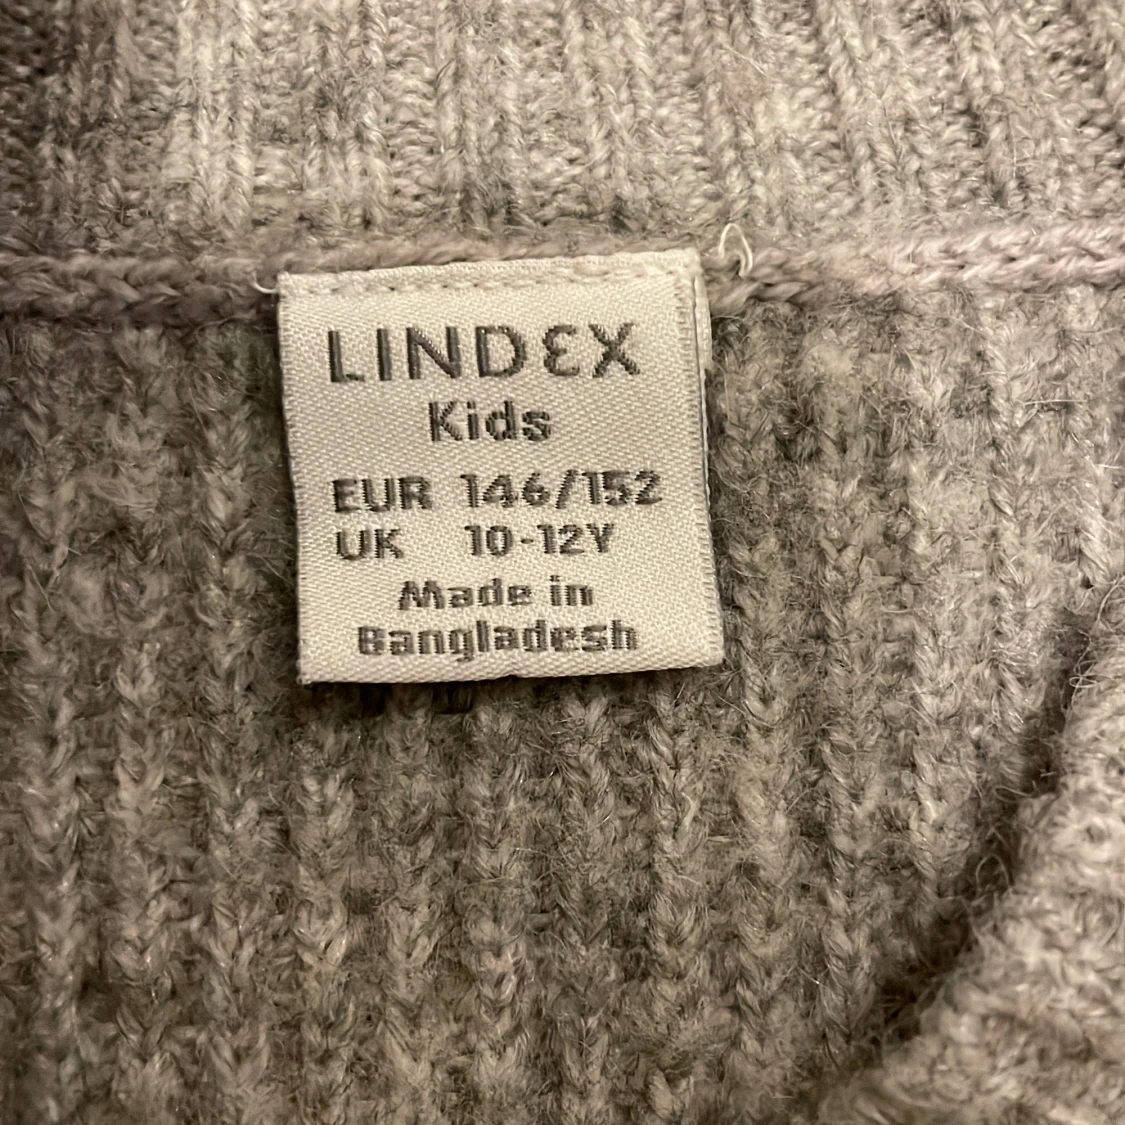 LINDEX
Kids
EUR 146/152
UK 10-12Y
Made in
Bangladesh